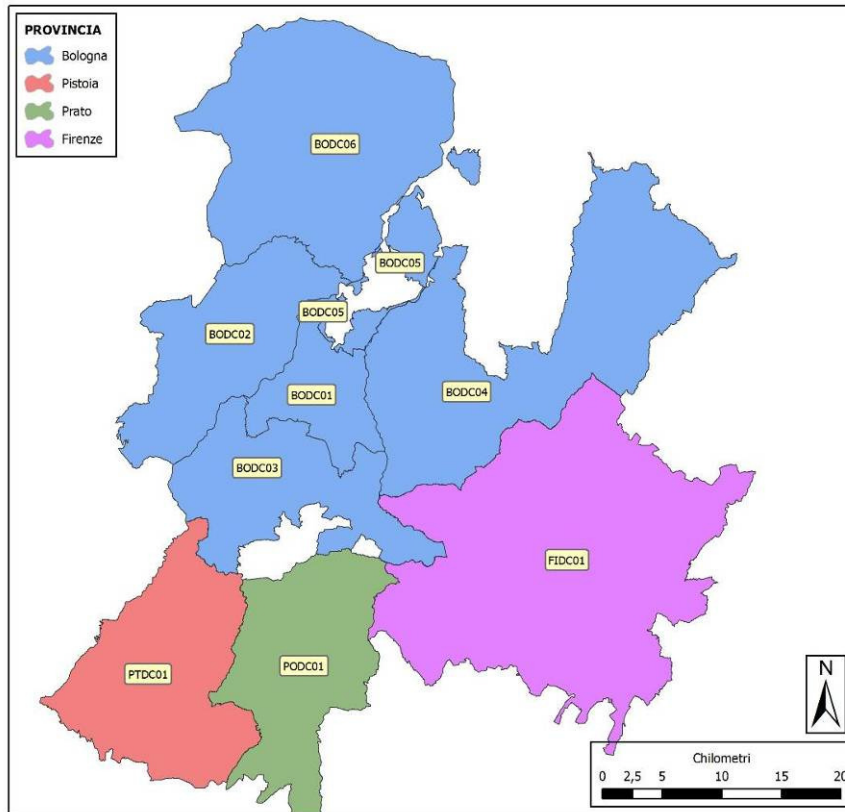 PROVINCIA
Bologna
Pistoia
Prato
Firenze
BODC06
BODC05
BODC05
BODC02
BODC01
BODC04
BODC03
FIDC01
PTDC01
PODC01
N
Chilometri
0 2,5 5 10 15 20